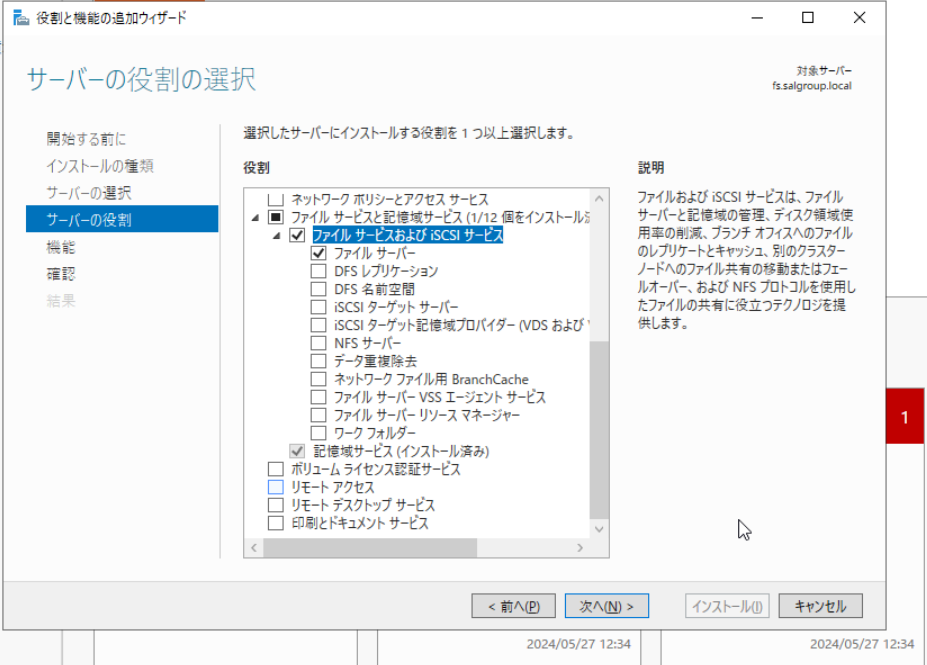 役割と機能の追加ウィザード
サーバーの役割の選択
対象サーバー
fs.salgroup.local
開始する前に
インストールの種類
サーバーの選択
サーバーの役割
機能
確認
結果
選択したサーバーにインストールする役割を 1 つ以上選択します。
役割
ネットワーク ポリシーとアクセス サービス
ファイル サービスと記憶域サービス (1/12 個をインストール
ファイル サービスおよび iSCSI サービス
ファイル サーバー
DFS レプリケーション
DFS 名前空間
iSCSI ターゲット サーバー
iSCSI ターゲット記憶域プロバイダー (VDS および
NFS サーバー
データ重複除去
ネットワーク ファイル用 BranchCache
ファイル サーバー VSS エージェント サービス
ファイル サーバー リソース マネージャー
ワーク フォルダー
記憶域サービス (インストール済み)
ボリューム ライセンス認証サービス
リモート アクセス
リモート デスクトップ サービス
印刷とドキュメント サービス
説明
ファイルおよび iSCSI サービスは、ファイル
サーバーと記憶域の管理、ディスク領域使
用率の削減、ブランチ オフィスへのファイル
のレプリケートとキャッシュ、別のクラスター
ノードへのファイル共有の移動またはフェー
ルオーバー、および NFS プロトコルを使用し
たファイルの共有に役立つテクノロジを提
供します。
1
< 前へ(P)
次へ(N) >
インストール(I)
キャンセル
2024/05/27 12:34
2024/05/27 12:34